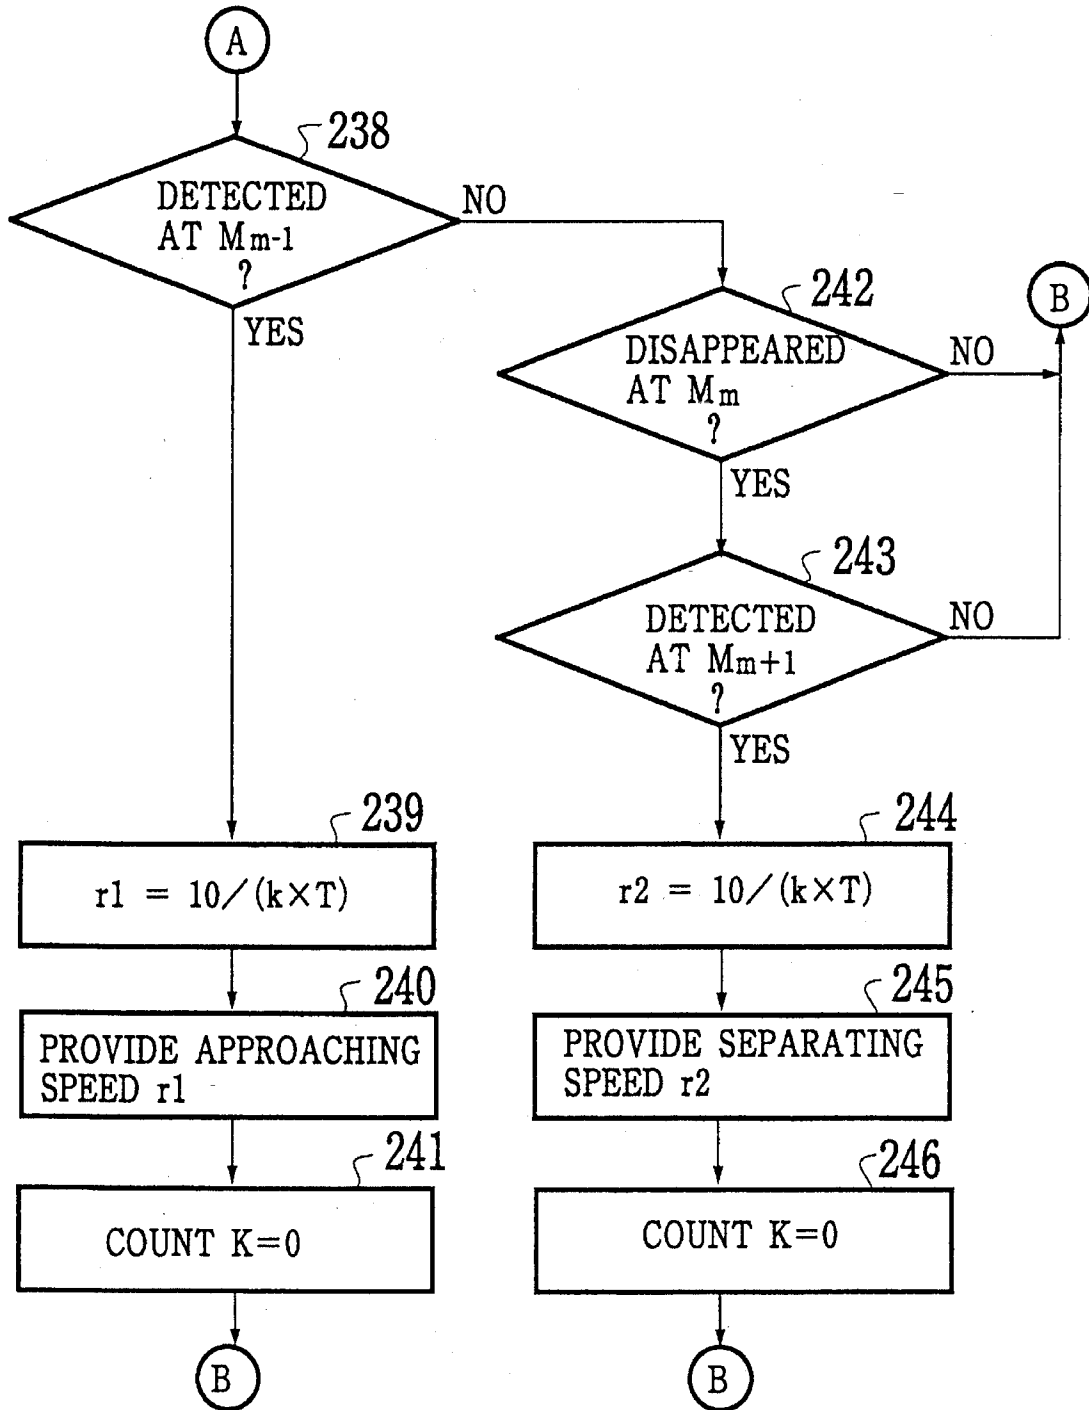 A
238
DETECTED
AT Mm-1
?
NO
YES
242
DISAPPEARED
AT Mm
?
NO
B
YES
243
DETECTED
AT Mm+1
?
NO
YES
239
r1 = 10/(k×T)
244
r2 = 10/(k×T)
240
PROVIDE APPROACHING
SPEED r1
245
PROVIDE SEPARATING
SPEED r2
241
COUNT K=0
246
COUNT K=0
B
B